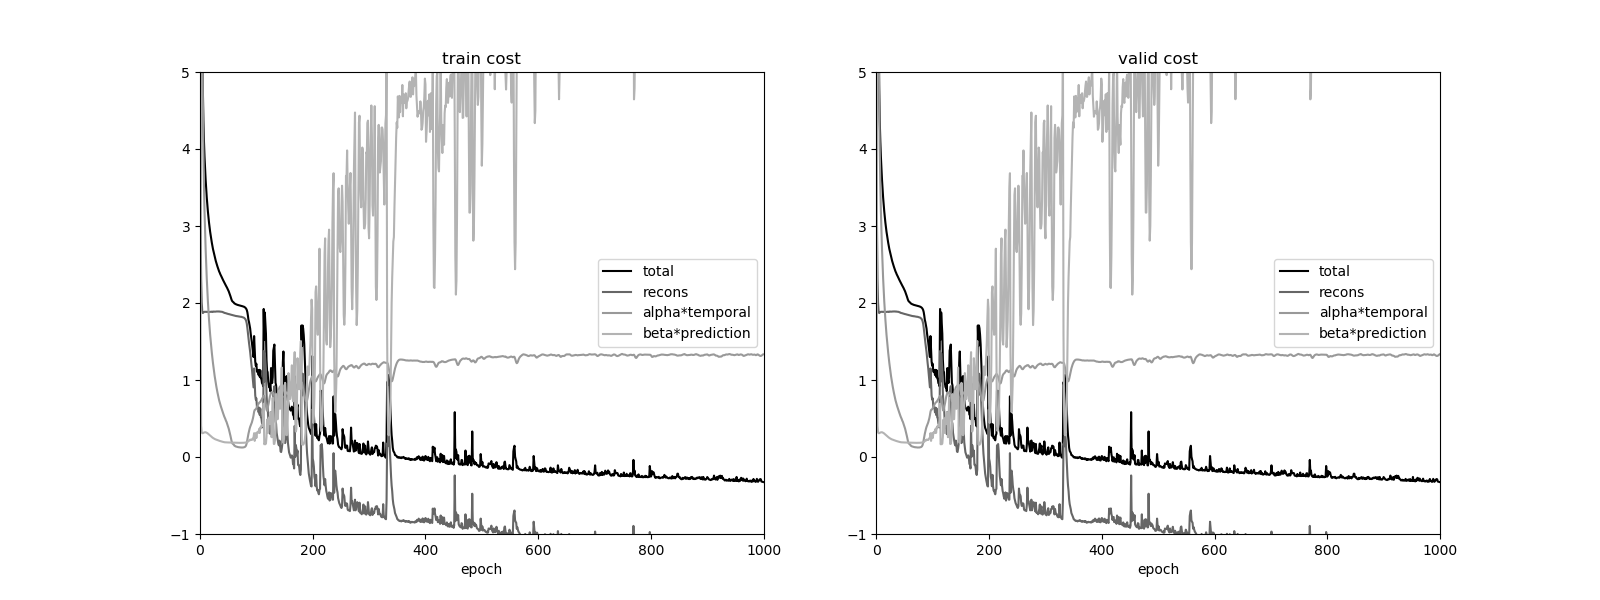 train cost
5
4
3
2
1
0
−1
0 200 400 600 800 1000
epoch
total
recons
alpha*temporal
beta*prediction
valid cost
5
4
3
2
1
0
−1
0 200 400 600 800 1000
epoch
total
recons
alpha*temporal
beta*prediction